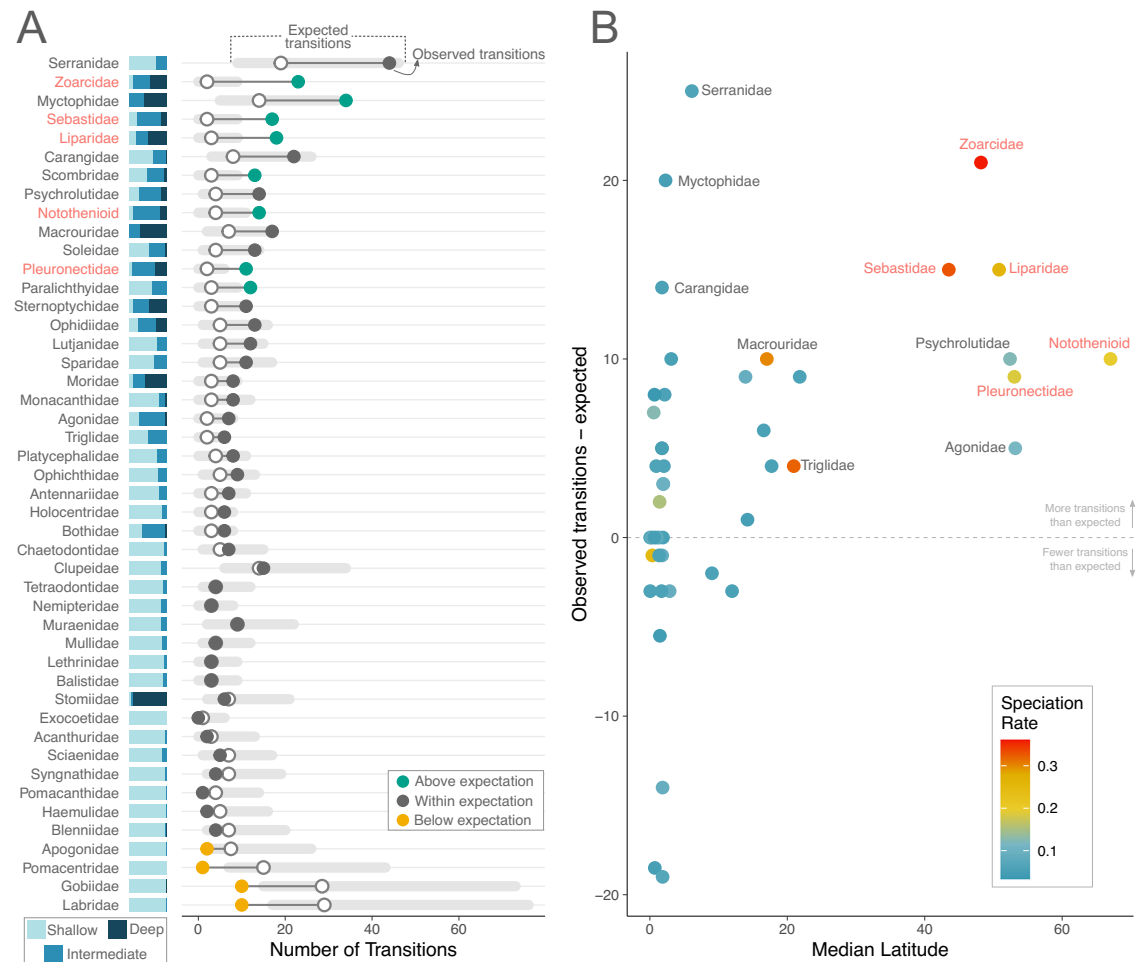 A
B
Expected
transitions
Observed transitions
Serranidae
Zoarcidae
Myctophidae
Sebastidae
Liparidae
Carangidae
Scombridae
Psychrolutidae
Notothenioid
Macrouridae
Soleidae
Pleuronectidae
Paralichthyidae
Sternoptychidae
Ophidiidae
Lutjanidae
Sparidae
Moridae
Monacanthidae
Agonidae
Triglidae
Platycephalidae
Ophichthidae
Antennariidae
Holocentridae
Bothidae
Chaetodontidae
Clupeidae
Tetraodontidae
Nemipteridae
Muraenidae
Mullidae
Lethrinidae
Balistidae
Stomiidae
Exocoetidae
Acanthuridae
Sciaenidae
Syngnathidae
Pomacanthidae
Haemulidae
Blenniidae
Apogonidae
Pomacentridae
Gobiidae
Labridae
Above expectation
Within expectation
Below expectation
Shallow
Deep
Intermediate
0
20
40
60
Number of Transitions
Observed transitions − expected
20
10
0
−10
−20
Serranidae
Zoarcidae
Myctophidae
Sebastidae
Liparidae
Carangidae
Macrouridae
Psychrolutidae
Notothenioid
Pleuronectidae
Agonidae
Triglidae
More transitions
than expected
Fewer transitions
than expected
Speciation
Rate
0.3
0.2
0.1
0
20
40
60
Median Latitude